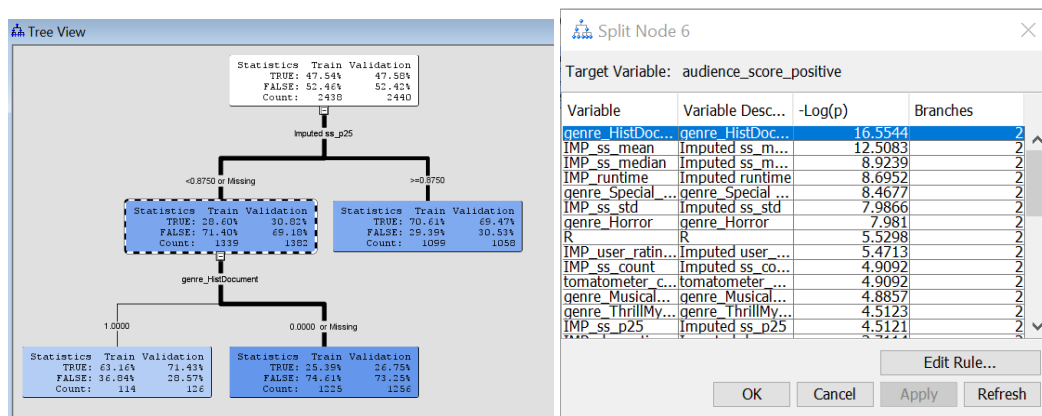 Tree View
Statistics Train Validation
TRUE: 47.54% 47.58%
FALSE: 52.46% 52.42%
Count: 2438 2440
Imputed ss_p25
<0.8750 or Missing
>=0.8750
Statistics Train Validation
TRUE: 28.60% 30.82%
FALSE: 71.40% 69.18%
Count: 1339 1382
Statistics Train Validation
TRUE: 70.61% 69.47%
FALSE: 29.39% 30.53%
Count: 1099 1058
genre_HistDocument
1.0000
0.0000 or Missing
Statistics Train Validation
TRUE: 63.16% 71.43%
FALSE: 36.84% 28.57%
Count: 114 126
Statistics Train Validation
TRUE: 25.39% 26.75%
FALSE: 74.61% 73.25%
Count: 1225 1256
Split Node 6
Target Variable: audience_score_positive
Variable Variable Desc... -Log(p) Branches
genre_HistDoc... genre_HistDoc... 16.5544 2
IMP_ss_mean Imputed ss_m... 12.5083 2
IMP_ss_median Imputed ss_m... 8.9239 2
IMP_runtime Imputed runtime 8.6952 2
genre_Special_... genre_Special ... 8.4677 2
IMP_ss_std Imputed ss_std 7.9866 2
genre_Horror genre_Horror 7.981 2
R R 5.5298 2
IMP_user_ratin... Imputed user_... 5.4713 2
IMP_ss_count Imputed ss_co... 4.9092 2
tomatometer_c... tomatometer_... 4.9092 2
genre_Musical... genre_Musical... 4.8857 2
genre_ThrillMy... genre_ThrillMy... 4.5123 2
IMP_ss_p25 Imputed ss_p25 4.5121 2
Edit Rule...
OK Cancel Apply Refresh